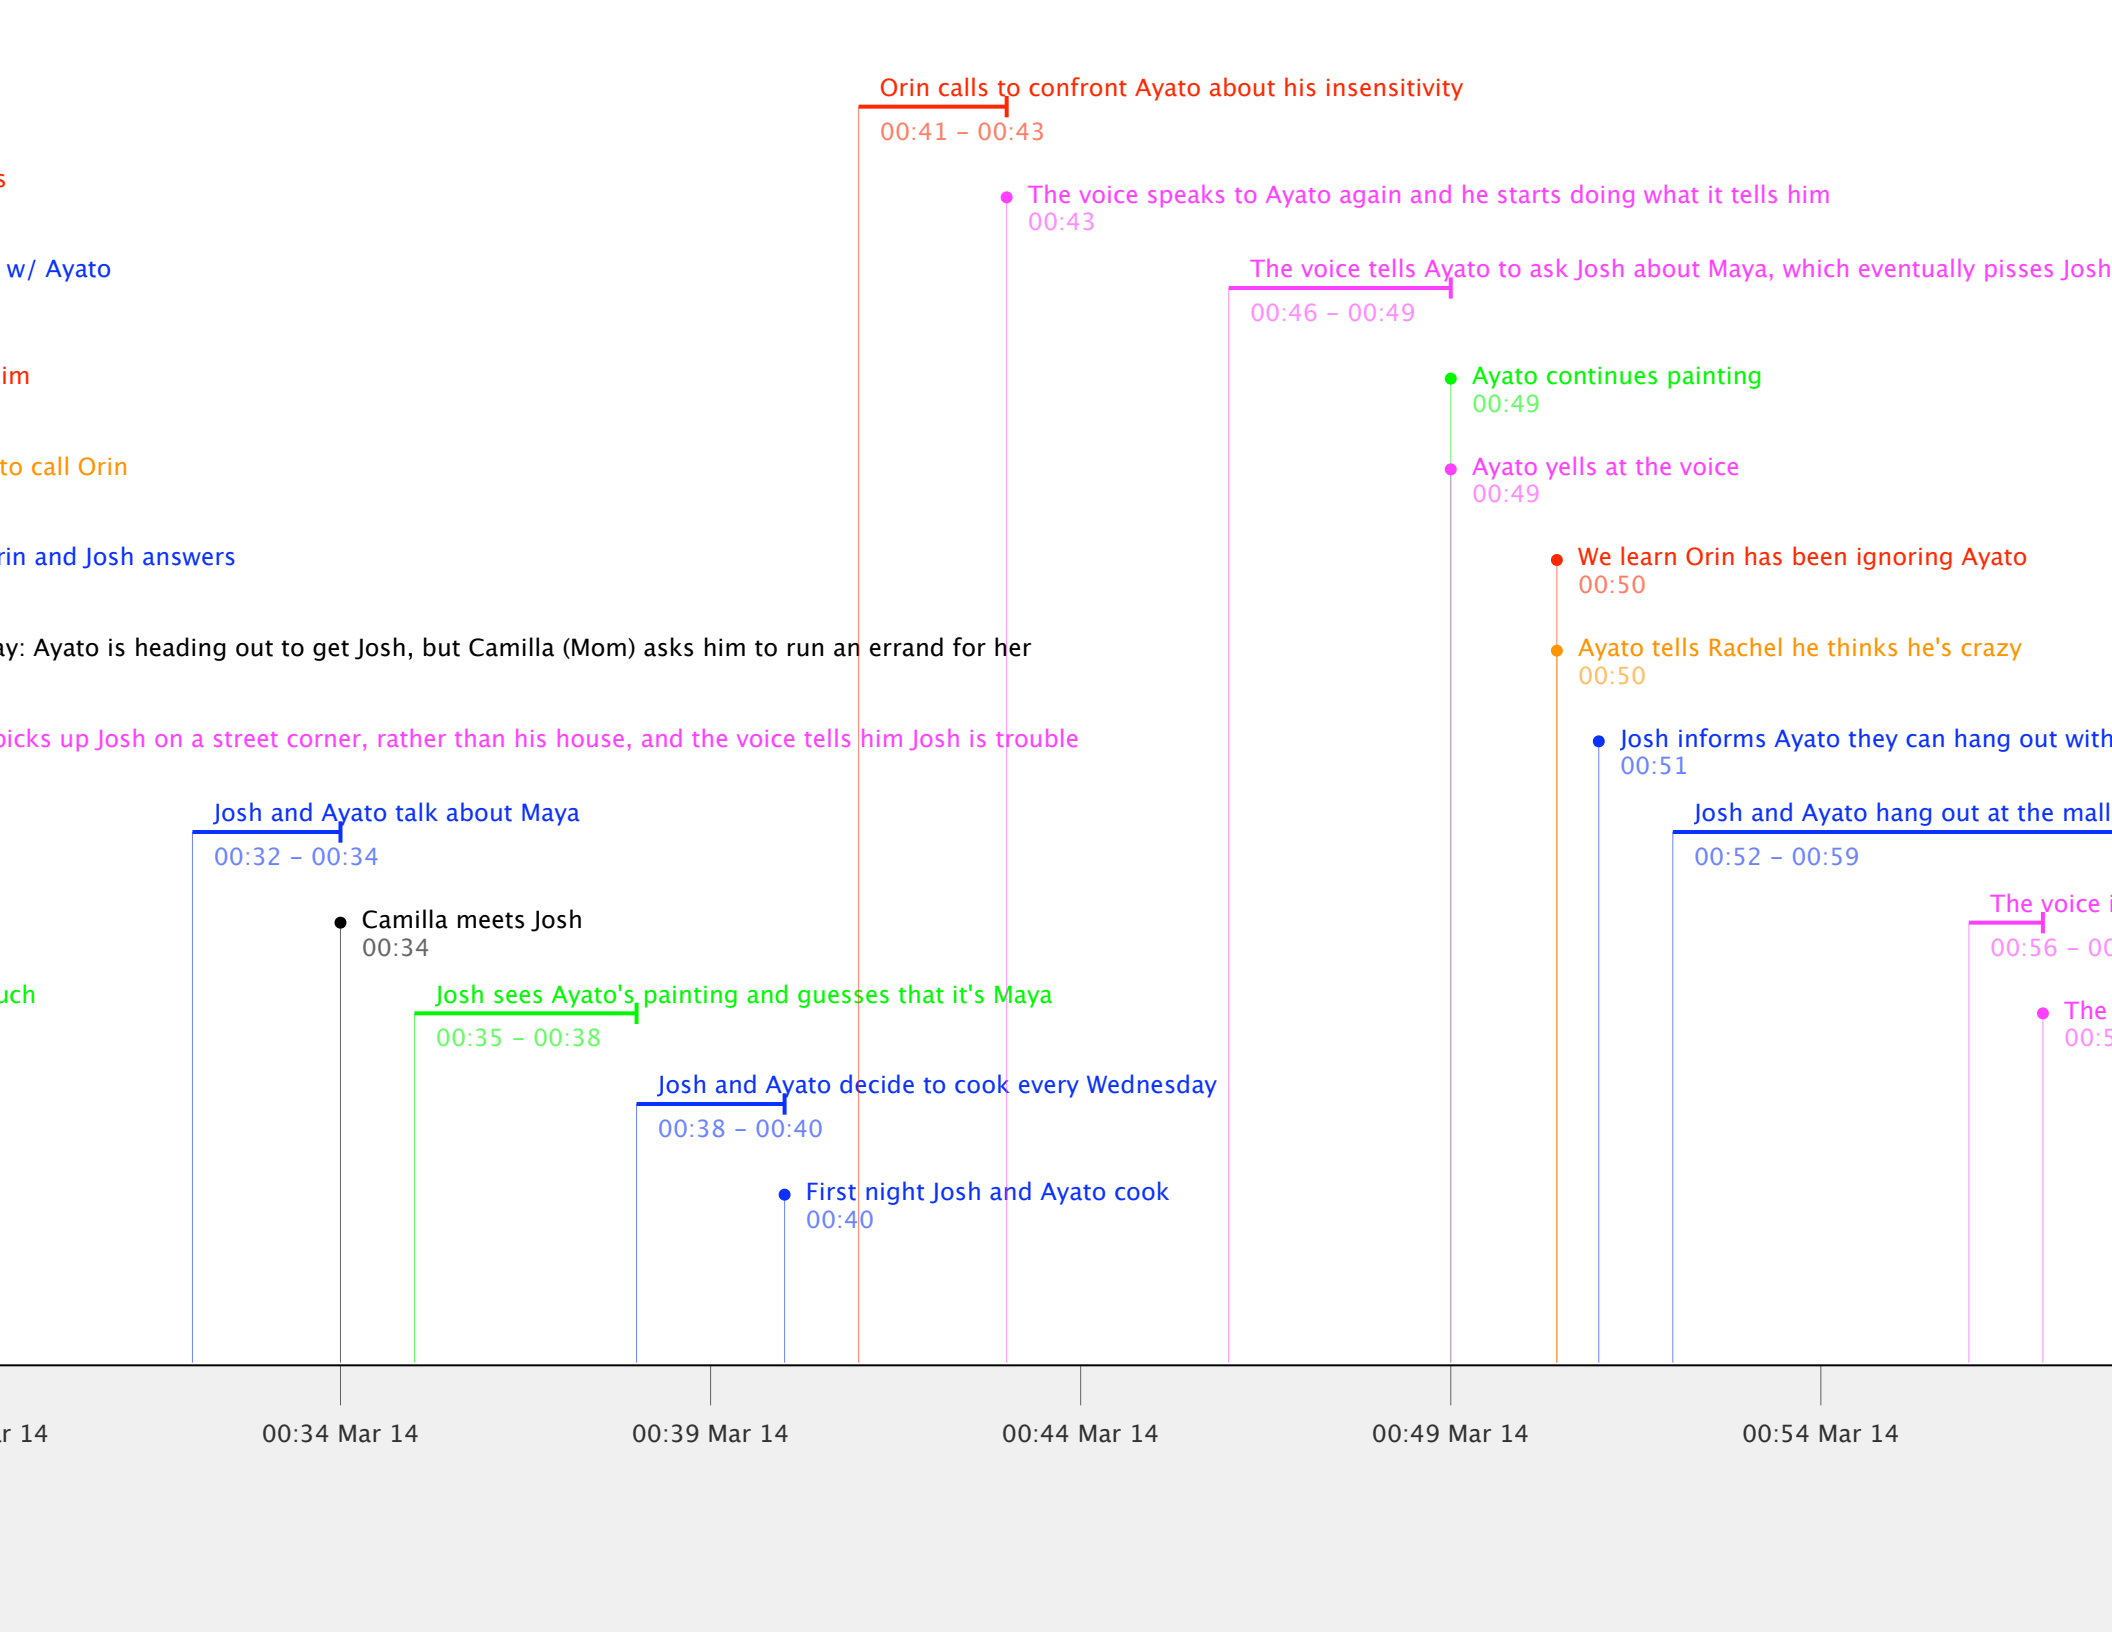 Orin calls to confront Ayato about his insensitivity
00:41 – 00:43
s
The voice speaks to Ayato again and he starts doing what it tells him
00:43
w/ Ayato
The voice tells Ayato to ask Josh about Maya, which eventually pisses Josh
00:46 – 00:49
im
Ayato continues painting
00:49
to call Orin
Ayato yells at the voice
00:49
rin and Josh answers
We learn Orin has been ignoring Ayato
00:50
ay: Ayato is heading out to get Josh, but Camilla (Mom) asks him to run an errand for her
Ayato tells Rachel he thinks he's crazy
00:50
picks up Josh on a street corner, rather than his house, and the voice tells him Josh is trouble
Josh informs Ayato they can hang out with
00:51
Josh and Ayato talk about Maya
00:32 – 00:34
Josh and Ayato hang out at the mall
00:52 – 00:59
Camilla meets Josh
00:34
The voice i
00:56 – 00
uch
Josh sees Ayato's painting and guesses that it's Maya
00:35 – 00:38
The
00:5
Josh and Ayato decide to cook every Wednesday
00:38 – 00:40
First night Josh and Ayato cook
00:40
r 14
00:34 Mar 14
00:39 Mar 14
00:44 Mar 14
00:49 Mar 14
00:54 Mar 14